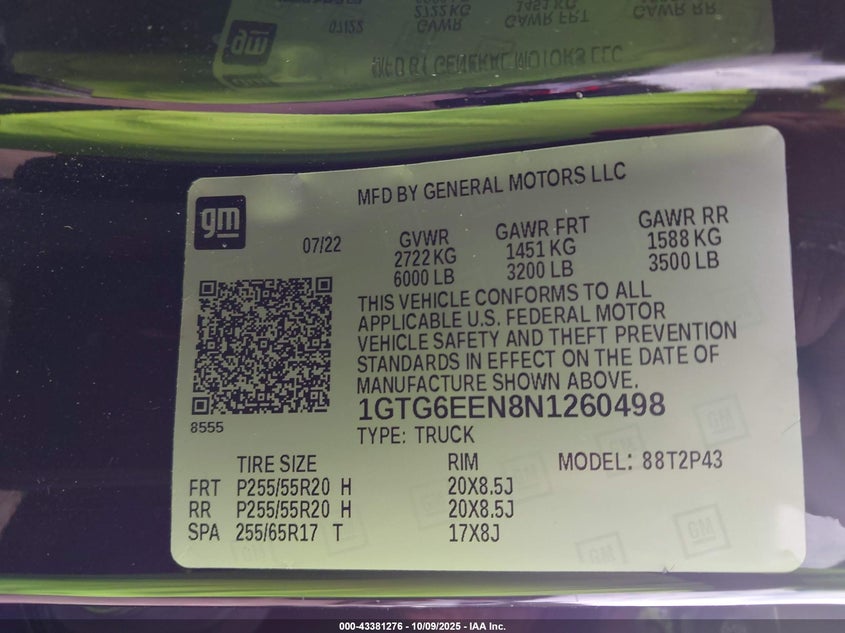 MFD BY GENERAL MOTORS LLC
gm
07/22
GVWR
2722 KG
6000 LB
GAWR FRT
1451 KG
3200 LB
GAWR RR
1588 KG
3500 LB
THIS VEHICLE CONFORMS TO ALL
APPLICABLE U.S. FEDERAL MOTOR
VEHICLE SAFETY AND THEFT PREVENTION
STANDARDS IN EFFECT ON THE DATE OF
MANUFACTURE SHOWN ABOVE.
8555
1GTG6EEN8N1260498
TYPE: TRUCK
TIRE SIZE RIM MODEL: 88T2P43
FRT P255/55R20 H 20X8.5J
RR P255/55R20 H 20X8.5J
SPA 255/65R17 T 17X8J
000-43381276 - 10/09/2025 - IAA Inc.